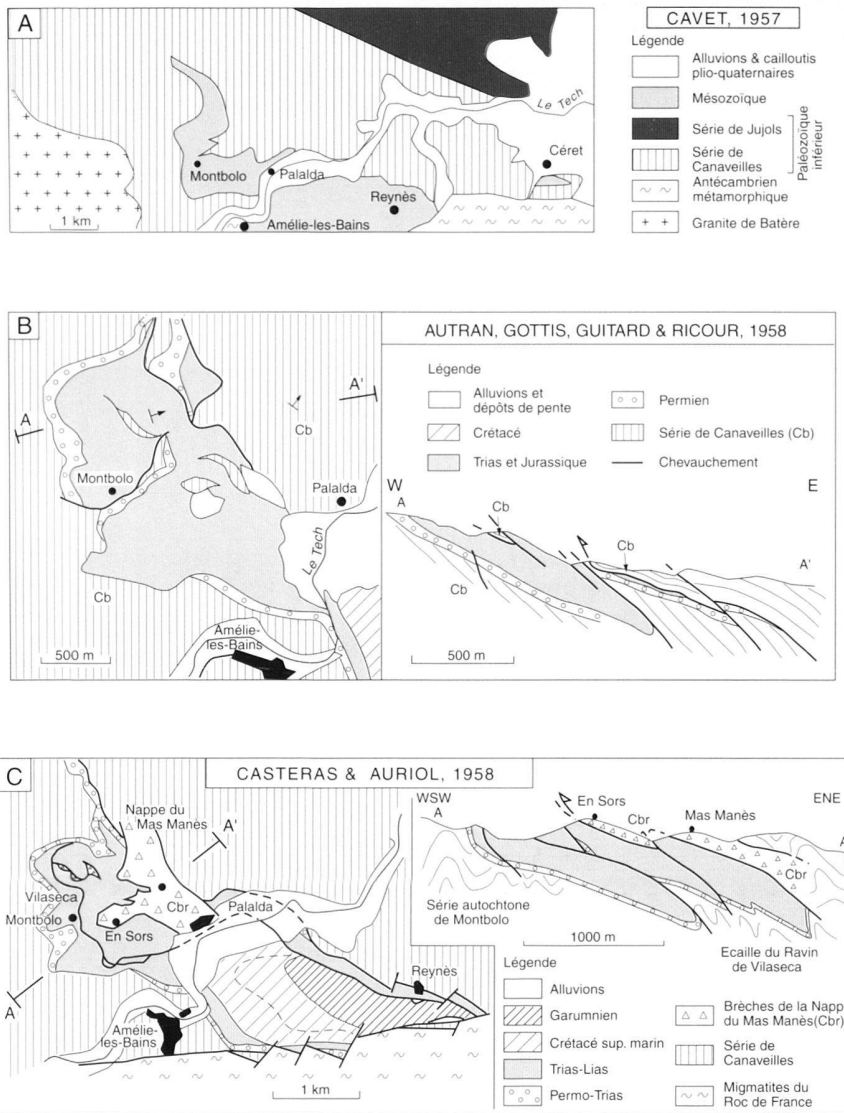 A
CAVET, 1957
Légende
Alluvions & cailloutis
plio-quaternaires
Mésozoïque
Série de Jujols
Série de
Canaveilles
Paléozoïque
inférieur
Antécambrien
métamorphique
Granite de Batère
Le Tech
Céret
Montbolo
Palalda
Reynès
Amélie-les-Bains
1 km
B
AUTRAN, GOTTIS, GUITARD & RICOUR, 1958
Légende
Alluvions et
dépôts de pente
Crétacé
Trias et Jurassique
Permien
Série de Canaveilles (Cb)
Chevauchement
A
A'
Cb
Montbolo
Palalda
Le Tech
Cb
Amélie-
les-Bains
500 m
W
E
A
Cb
Cb
A'
Cb
500 m
C
CASTERAS & AURIOL, 1958
Nappe du
Mas Manès
A'
Vilaseca
Montbolo
Cbr
Palalda
En Sors
Reynès
A
Amélie-
les-Bains
1 km
WSW
A
En Sors
Cbr
Mas Manès
ENE
Cbr
Série autochtone
de Montbolo
1000 m
Ecaille du Ravin
de Vilaseca
Légende
Alluvions
Garumnien
Crétacé sup. marin
Trias-Lias
Permo-Trias
Brèches de la Napp
du Mas Manès(Cbr)
Série de
Canaveilles
Migmatites du
Roc de France